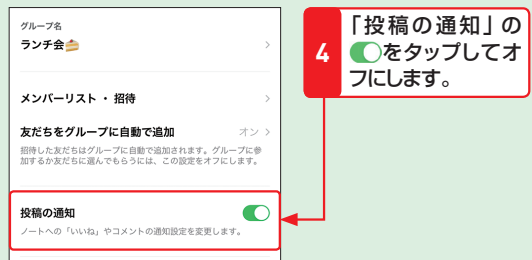 グループ名
ランチ会🍰
メンバーリスト・招待
友だちをグループに自動で追加 オン
招待した友だちはグループに自動で追加されます。グループに参
加するか友だちに選んでもらうには、この設定をオフにします。
投稿の通知
ノートへの「いいね」やコメントの通知設定を変更します。
4
「投稿の通知」の
をタップしてオ
フにします。